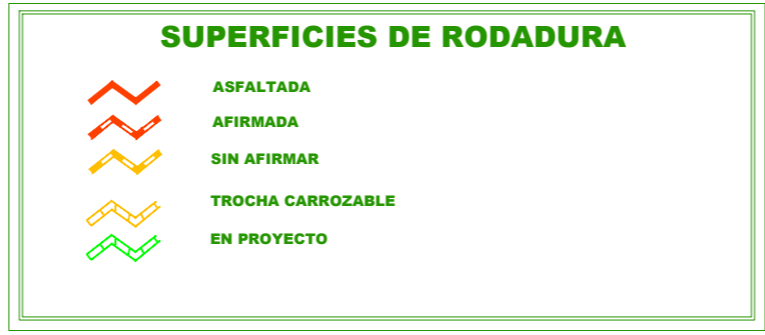 SUPERFICIES DE RODADURA
ASFALTADA
AFIRMADA
SIN AFIRMAR
TROCHA CARROZABLE
EN PROYECTO